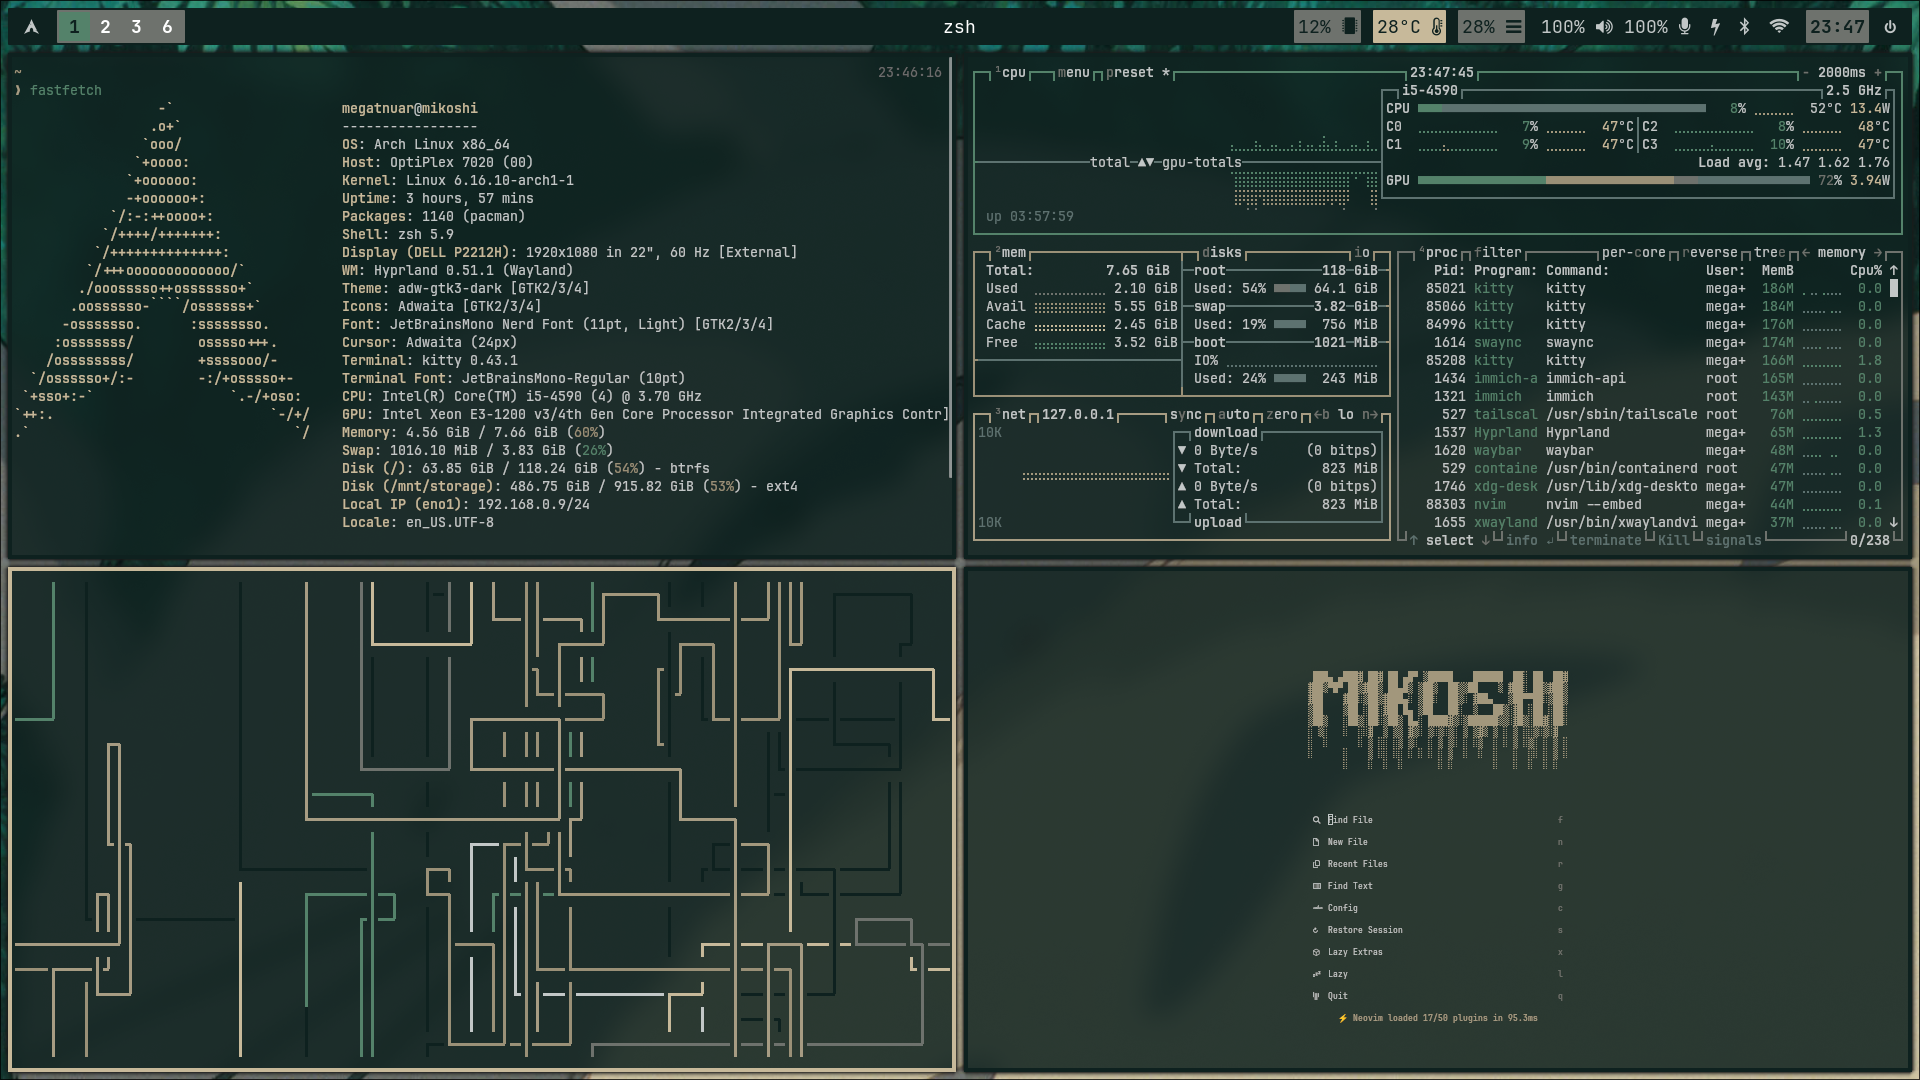 1 2 3 6
zsh
12% 28°C 28% 100% 100% 23:47
~ 23:46:16
❱ fastfetch
megatnuar@mikoshi
-----------------
OS: Arch Linux x86_64
Host: OptiPlex 7020 (00)
Kernel: Linux 6.16.10-arch1-1
Uptime: 3 hours, 57 mins
Packages: 1140 (pacman)
Shell: zsh 5.9
Display (DELL P2212H): 1920x1080 in 22", 60 Hz [External]
WM: Hyprland 0.51.1 (Wayland)
Theme: adw-gtk3-dark [GTK2/3/4]
Icons: Adwaita [GTK2/3/4]
Font: JetBrainsMono Nerd Font (11pt, Light) [GTK2/3/4]
Cursor: Adwaita (24px)
Terminal: kitty 0.43.1
Terminal Font: JetBrainsMono-Regular (10pt)
CPU: Intel(R) Core(TM) i5-4590 (4) @ 3.70 GHz
GPU: Intel Xeon E3-1200 v3/4th Gen Core Processor Integrated Graphics Contr]
Memory: 4.56 GiB / 7.66 GiB (60%)
Swap: 1016.10 MiB / 3.83 GiB (26%)
Disk (/): 63.85 GiB / 118.24 GiB (54%) - btrfs
Disk (/mnt/storage): 486.75 GiB / 915.82 GiB (53%) - ext4
Local IP (eno1): 192.168.0.9/24
Locale: en_US.UTF-8
¹cpu menu preset * 23:47:45 - 2000ms +
i5-4590 2.5 GHz
CPU 8% 52°C 13.4W
C0 7% 47°C C2 8% 48°C
C1 9% 47°C C3 10% 47°C
Load avg: 1.47 1.62 1.76
total ▲▼ gpu-totals
GPU 72% 3.94W
up 03:57:59
²mem disks io
Total: 7.65 GiB
Used 2.10 GiB
Avail 5.55 GiB
Cache 2.45 GiB
Free 3.52 GiB
root 118 GiB
Used: 54% 64.1 GiB
swap 3.82 GiB
Used: 19% 756 MiB
boot 1021 MiB
IO%
Used: 24% 243 MiB
³net 127.0.0.1 sync auto zero ←b lo n→
10K
download
▼ 0 Byte/s (0 bitps)
▼ Total: 823 MiB
▲ 0 Byte/s (0 bitps)
▲ Total: 823 MiB
upload
10K
⁴proc filter per-core reverse tree ← memory →
Pid: Program: Command: User: MemB Cpu% ↑
85021 kitty kitty mega+ 186M 0.0
85066 kitty kitty mega+ 184M 0.0
84996 kitty kitty mega+ 176M 0.0
1614 swaync swaync mega+ 174M 0.0
85208 kitty kitty mega+ 166M 1.8
1434 immich-a immich-api root 165M 0.0
1321 immich immich root 143M 0.0
527 tailscal /usr/sbin/tailscale root 76M 0.5
1537 Hyprland Hyprland mega+ 65M 1.3
1620 waybar waybar mega+ 48M 0.0
529 containe /usr/bin/containerd root 47M 0.0
1746 xdg-desk /usr/lib/xdg-deskto mega+ 47M 0.0
88303 nvim nvim --embed mega+ 44M 0.1
1655 xwayland /usr/bin/xwaylandvi mega+ 37M 0.0 ↓
↑ select ↓ info ↲ terminate Kill signals 0/238
MIKOSHI
Find File f
New File n
Recent Files r
Find Text g
Config c
Restore Session s
Lazy Extras x
Lazy l
Quit q
⚡ Neovim loaded 17/50 plugins in 95.3ms